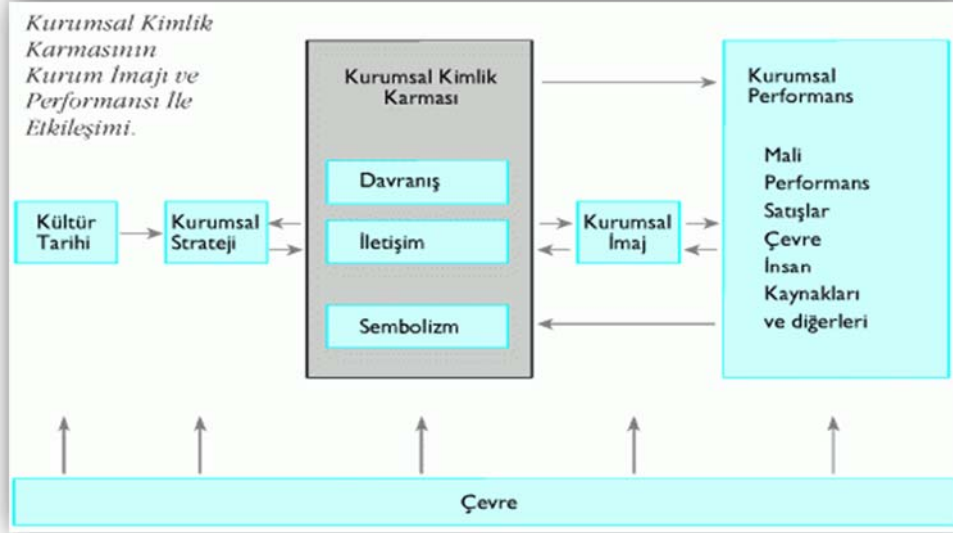 Kurumsal Kimlik
Karmasının
Kurum İmajı ve
Performansı İle
Etkileşimi.
Kurumsal Kimlik
Karması
Davranış
İletişim
Sembolizm
Kültür
Tarihi
Kurumsal
Strateji
Kurumsal
İmaj
Kurumsal
Performans
Mali
Performans
Satışlar
Çevre
İnsan
Kaynakları
ve diğerleri
Çevre